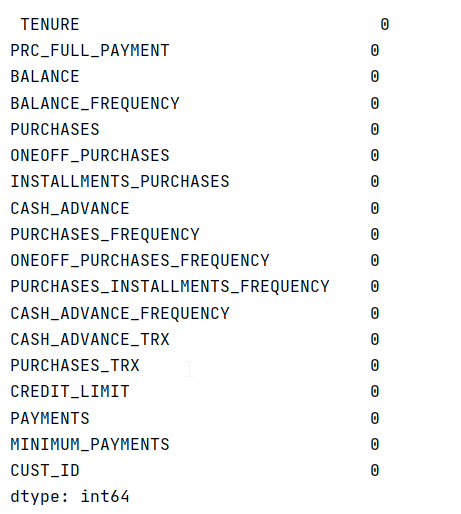 TENURE 0
PRC_FULL_PAYMENT 0
BALANCE 0
BALANCE_FREQUENCY 0
PURCHASES 0
ONEOFF_PURCHASES 0
INSTALLMENTS_PURCHASES 0
CASH_ADVANCE 0
PURCHASES_FREQUENCY 0
ONEOFF_PURCHASES_FREQUENCY 0
PURCHASES_INSTALLMENTS_FREQUENCY 0
CASH_ADVANCE_FREQUENCY 0
CASH_ADVANCE_TRX 0
PURCHASES_TRX 0
CREDIT_LIMIT 0
PAYMENTS 0
MINIMUM_PAYMENTS 0
CUST_ID 0
dtype: int64